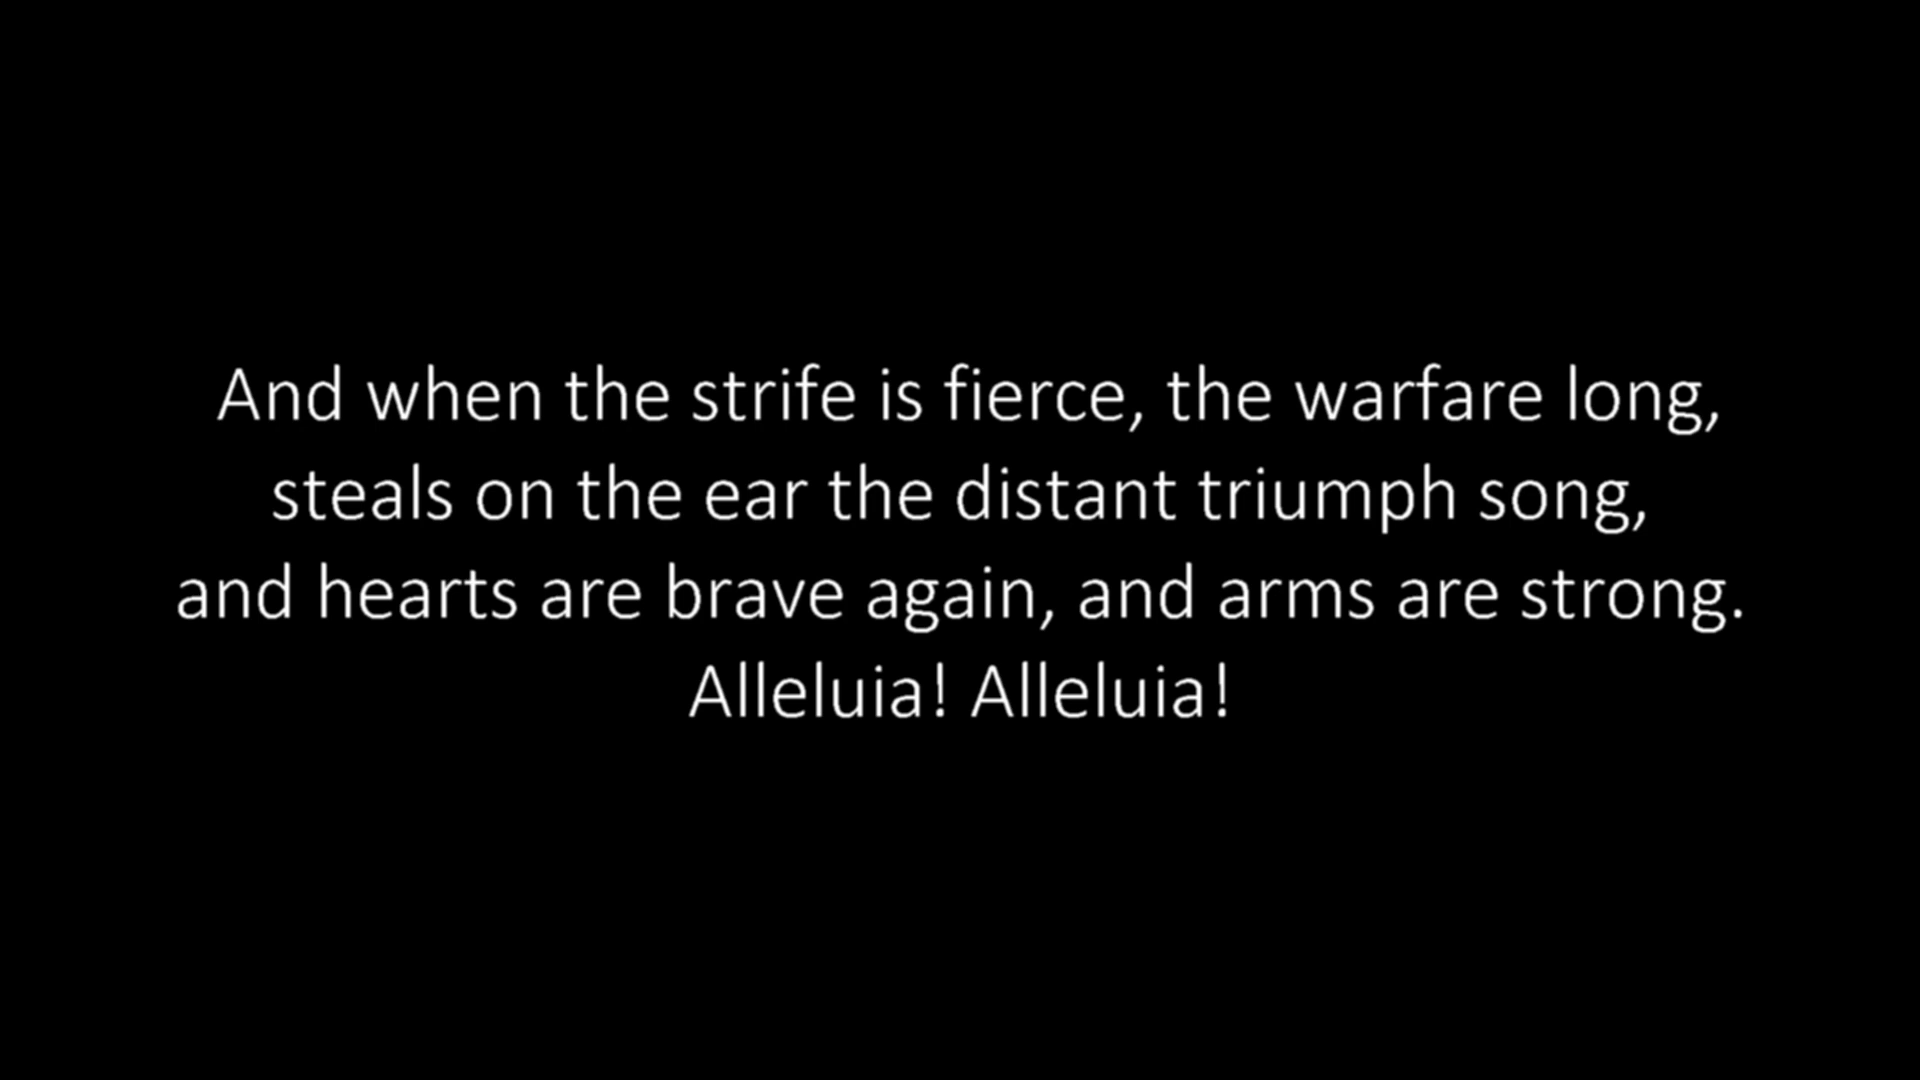 And when the strife is fierce, the warfare long,
steals on the ear the distant triumph song,
and hearts are brave again, and arms are strong.
Alleluia! Alleluia!